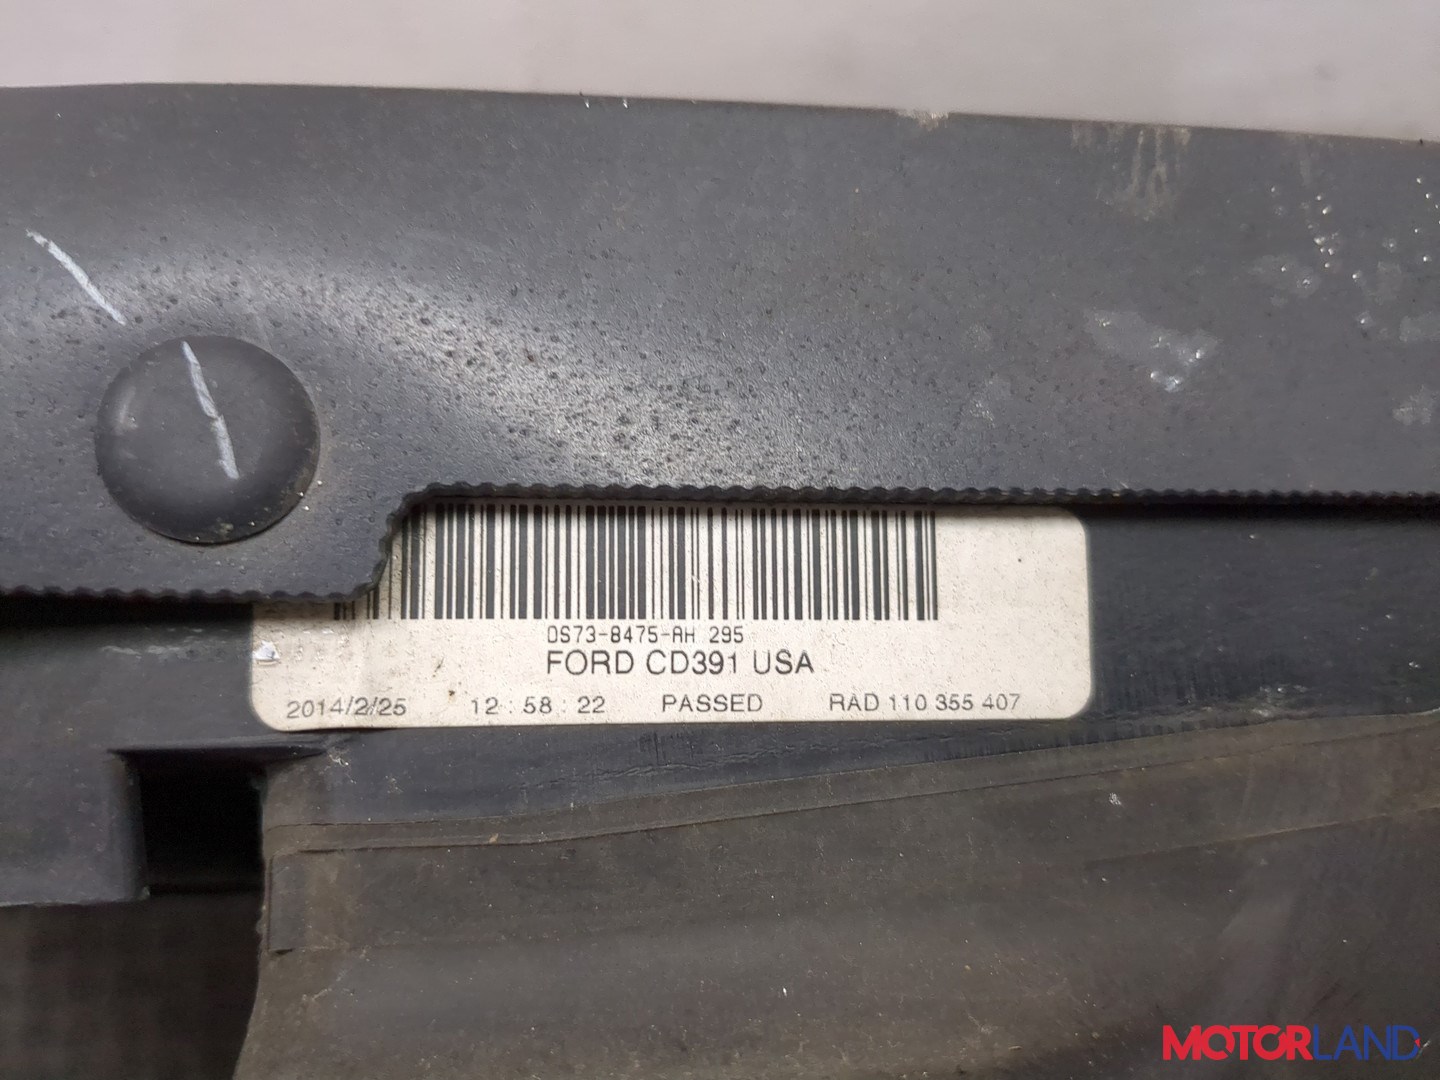 DS73-8475-AH 295
FORD CD391 USA
2014/2/25 12 : 58 : 22 PASSED RAD 110 355 407
MOTORLAND